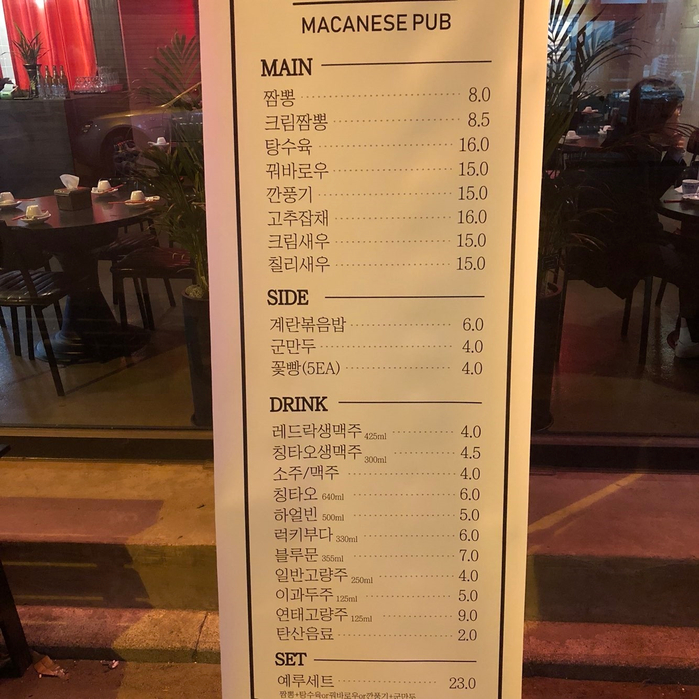 MACANESE PUB
MAIN
짬뽕 8.0
크림짬뽕 8.5
탕수육 16.0
꿔바로우 15.0
깐풍기 15.0
고추잡채 16.0
크림새우 15.0
칠리새우 15.0
SIDE
계란볶음밥 6.0
군만두 4.0
꽃빵(5EA) 4.0
DRINK
레드락생맥주 425ml 4.0
칭타오생맥주 300ml 4.5
소주/맥주 4.0
칭타오 640ml 6.0
하얼빈 500ml 5.0
럭키부다 330ml 6.0
블루문 355ml 7.0
일반고량주 250ml 4.0
이과두주 125ml 5.0
연태고량주 125ml 9.0
탄산음료 2.0
SET
예루세트 23.0
짬뽕+탕수육or꿔바로우or깐풍기+군만두